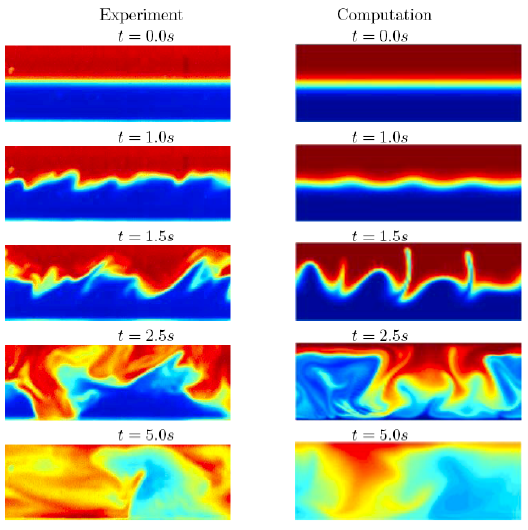 Experiment Computation
t = 0.0s t = 0.0s
t = 1.0s t = 1.0s
t = 1.5s t = 1.5s
t = 2.5s t = 2.5s
t = 5.0s t = 5.0s